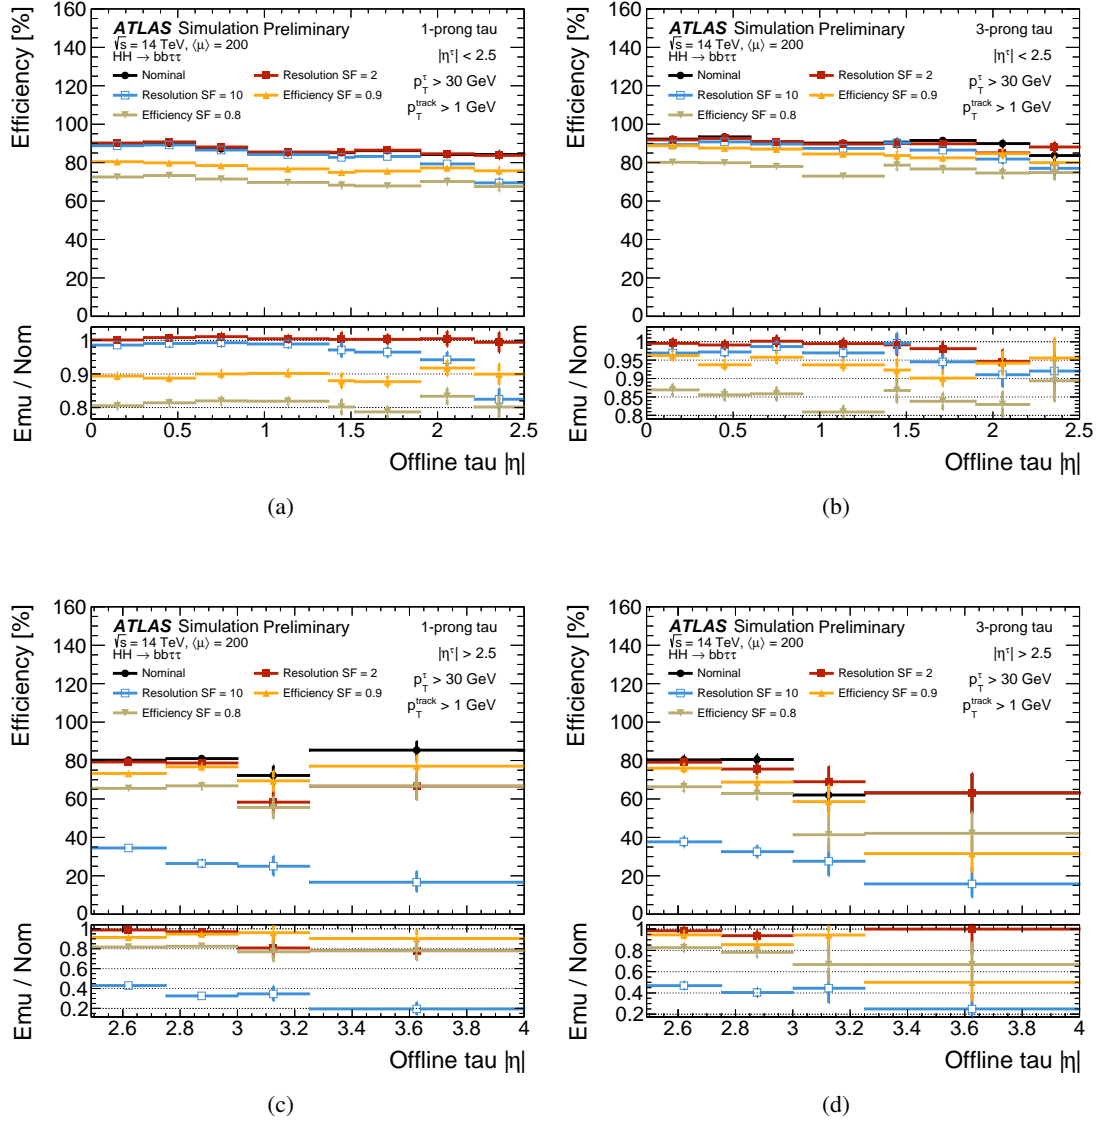 ATLAS Simulation Preliminary
√s = 14 TeV, ⟨μ⟩ = 200
HH → bbττ
1-prong tau
|η^τ| < 2.5
p_T^τ > 30 GeV
p_T^track > 1 GeV
Nominal
Resolution SF = 2
Resolution SF = 10
Efficiency SF = 0.9
Efficiency SF = 0.8
Efficiency [%]
160
140
120
100
80
60
40
20
0
Emu / Nom
1
0.9
0.8
0 0.5 1 1.5 2 2.5
Offline tau |η|
(a)
ATLAS Simulation Preliminary
√s = 14 TeV, ⟨μ⟩ = 200
HH → bbττ
3-prong tau
|η^τ| < 2.5
p_T^τ > 30 GeV
p_T^track > 1 GeV
Nominal
Resolution SF = 2
Resolution SF = 10
Efficiency SF = 0.9
Efficiency SF = 0.8
Efficiency [%]
160
140
120
100
80
60
40
20
0
Emu / Nom
1
0.95
0.9
0.85
0.8
0 0.5 1 1.5 2 2.5
Offline tau |η|
(b)
ATLAS Simulation Preliminary
√s = 14 TeV, ⟨μ⟩ = 200
HH → bbττ
1-prong tau
|η^τ| > 2.5
p_T^τ > 30 GeV
p_T^track > 1 GeV
Nominal
Resolution SF = 2
Resolution SF = 10
Efficiency SF = 0.9
Efficiency SF = 0.8
Efficiency [%]
160
140
120
100
80
60
40
20
0
Emu / Nom
1
0.8
0.6
0.4
0.2
2.6 2.8 3 3.2 3.4 3.6 3.8 4
Offline tau |η|
(c)
ATLAS Simulation Preliminary
√s = 14 TeV, ⟨μ⟩ = 200
HH → bbττ
3-prong tau
|η^τ| > 2.5
p_T^τ > 30 GeV
p_T^track > 1 GeV
Nominal
Resolution SF = 2
Resolution SF = 10
Efficiency SF = 0.9
Efficiency SF = 0.8
Efficiency [%]
160
140
120
100
80
60
40
20
0
Emu / Nom
1
0.8
0.6
0.4
0.2
2.6 2.8 3 3.2 3.4 3.6 3.8 4
Offline tau |η|
(d)